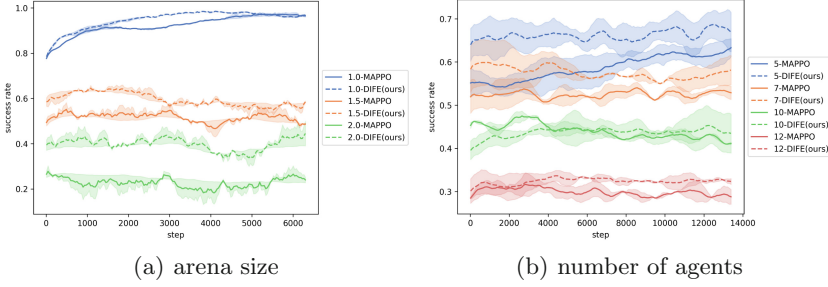 1.0
0.8
0.6
0.4
0.2
success rate
0
1000
2000
3000
4000
5000
6000
step
1.0-MAPPO
1.0-DIFE(ours)
1.5-MAPPO
1.5-DIFE(ours)
2.0-MAPPO
2.0-DIFE(ours)
(a) arena size
0.7
0.6
0.5
0.4
0.3
success rate
0
2000
4000
6000
8000
10000
12000
14000
step
5-MAPPO
5-DIFE(ours)
7-MAPPO
7-DIFE(ours)
10-MAPPO
10-DIFE(ours)
12-MAPPO
12-DIFE(ours)
(b) number of agents